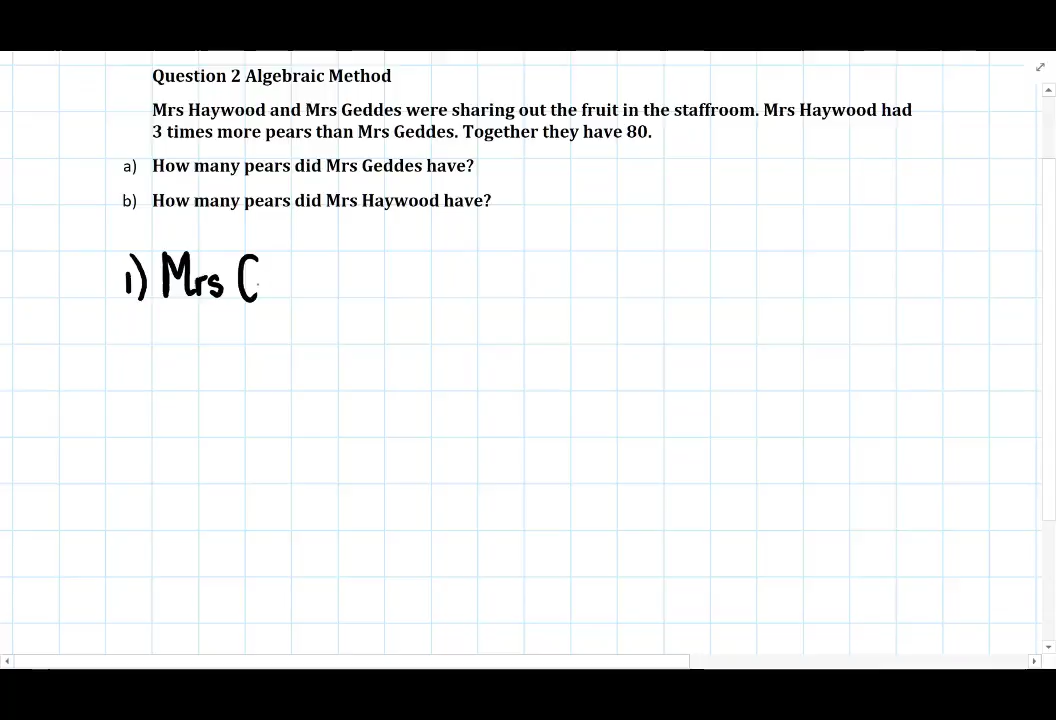 Question 2 Algebraic Method
Mrs Haywood and Mrs Geddes were sharing out the fruit in the staffroom. Mrs Haywood had
3 times more pears than Mrs Geddes. Together they have 80.
a) How many pears did Mrs Geddes have?
b) How many pears did Mrs Haywood have?
1) Mrs C